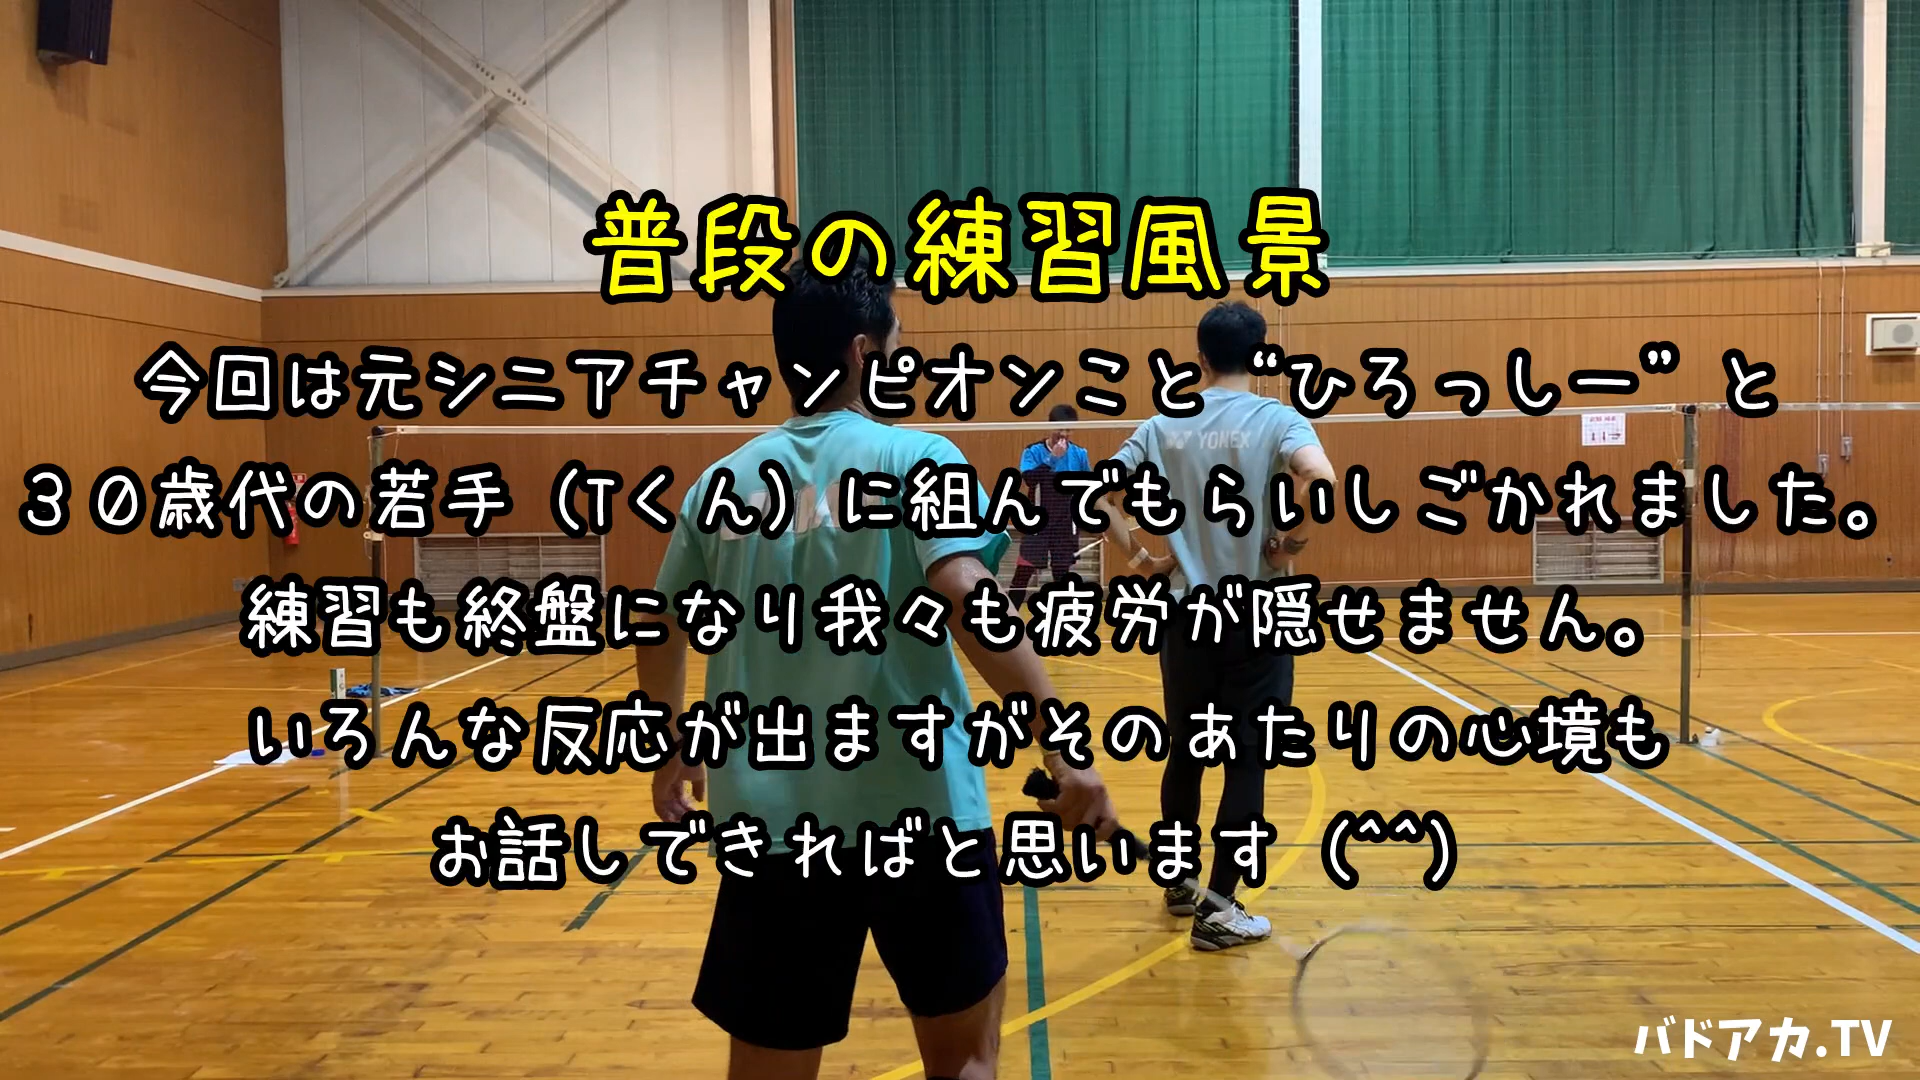 普段の練習風景
今回は元シニアチャンピオンこと“ひろっしー”と
３０歳代の若手（Tくん）に組んでもらいしごかれました。
練習も終盤になり我々も疲労が隠せません。
いろんな反応が出ますがそのあたりの心境も
お話しできればと思います（^^）
YONEX
バドアカ.TV